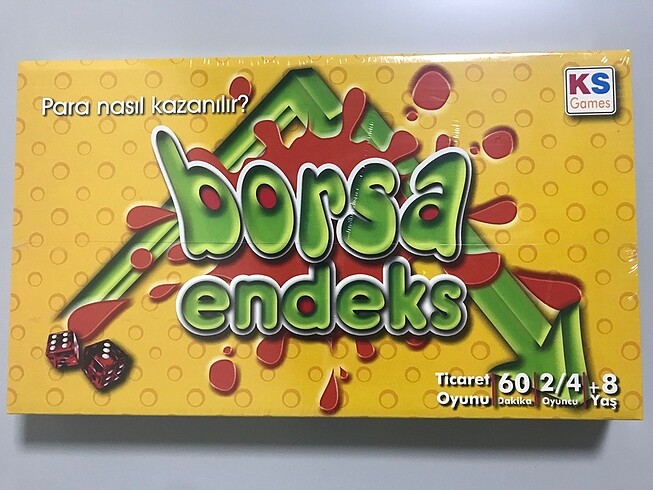 Para nasıl kazanılır?
KS
Games
borsa
endeks
Ticaret
Oyunu
60
Dakika
2/4
Oyuncu
+8
Yaş